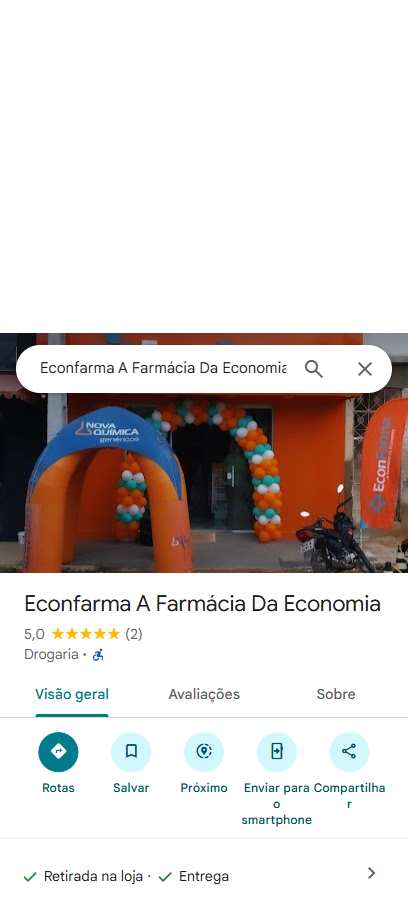 Econfarma A Farmácia Da Economia
NOVA
QUÍMICA
genéricos
Econfarma
Econfarma A Farmácia Da Economia
5,0 (2)
Drogaria ·
Visão geral
Avaliações
Sobre
Rotas
Salvar
Próximo
Enviar para
o
smartphone
Compartilha
r
Retirada na loja · Entrega